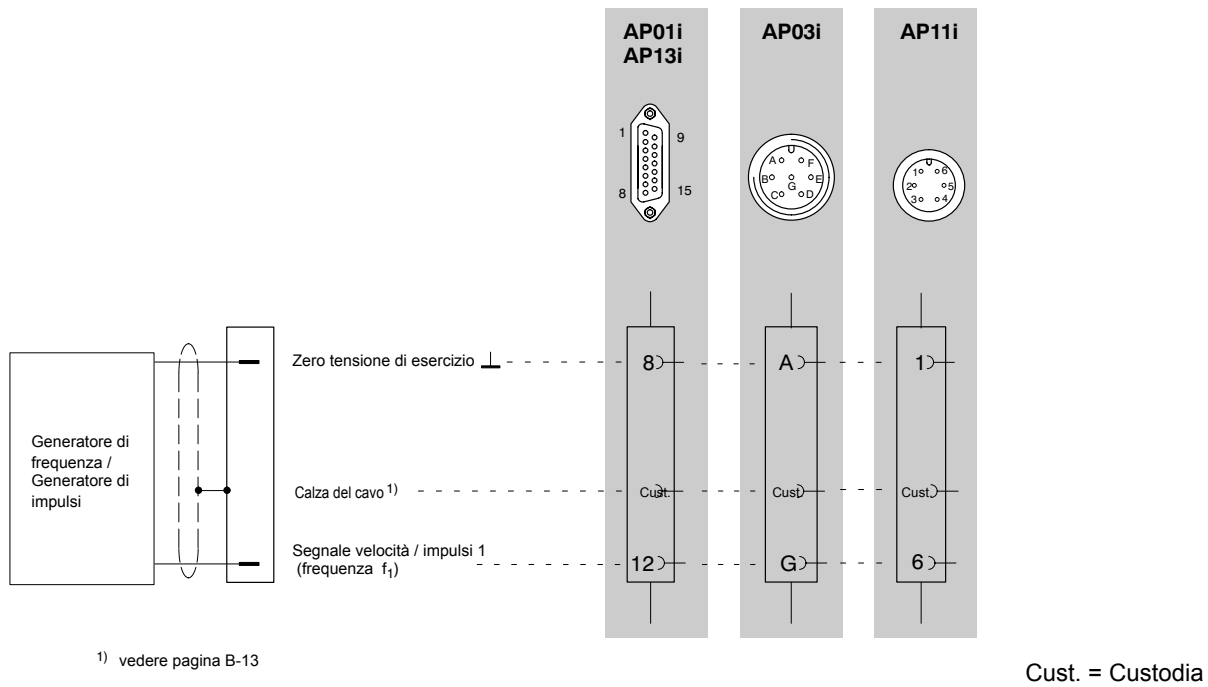 AP01i
AP13i
AP03i
AP11i
1
9
8
15
A
F
B
G
E
C
D
1
6
2
5
3
4
Generatore di
frequenza /
Generatore di
impulsi
Zero tensione di esercizio
8
A
1
Calza del cavo 1)
Cust.
Cust
Cust.
Segnale velocità / impulsi 1
(frequenza f1)
12
G
6
1) vedere pagina B-13
Cust. = Custodia